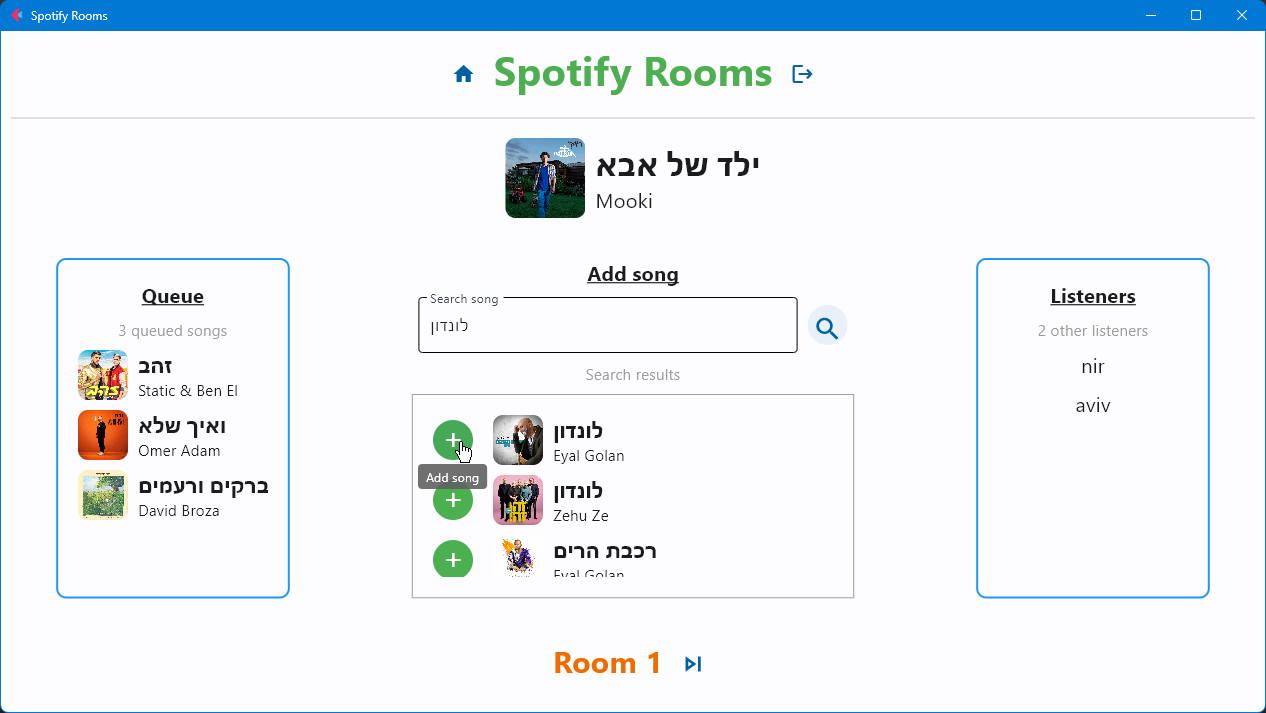 Spotify Rooms
Spotify Rooms
ילד של אבא
Mooki
Queue
3 queued songs
זהב
Static & Ben El
ואיך שלא
Omer Adam
ברקים ורעמים
David Broza
Add song
Search song
לונדון
Search results
לונדון
Eyal Golan
Add song
לונדון
Zehu Ze
רכבת הרים
Eyal Golan
Listeners
2 other listeners
nir
aviv
Room 1